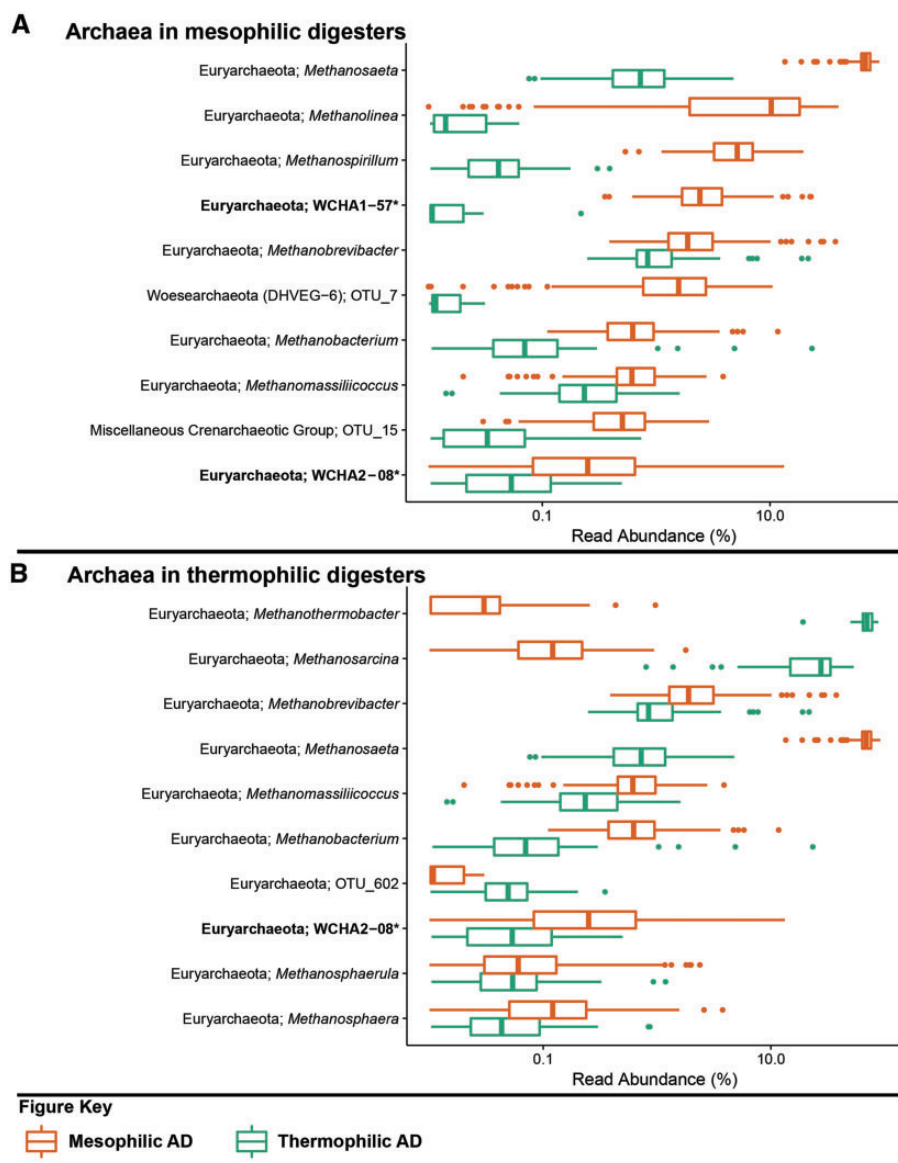 A Archaea in mesophilic digesters
Euryarchaeota; Methanosaeta
Euryarchaeota; Methanolinea
Euryarchaeota; Methanospirillum
Euryarchaeota; WCHA1−57*
Euryarchaeota; Methanobrevibacter
Woesearchaeota (DHVEG−6); OTU_7
Euryarchaeota; Methanobacterium
Euryarchaeota; Methanomassiliicoccus
Miscellaneous Crenarchaeotic Group; OTU_15
Euryarchaeota; WCHA2−08*
0.1 10.0
Read Abundance (%)
B Archaea in thermophilic digesters
Euryarchaeota; Methanothermobacter
Euryarchaeota; Methanosarcina
Euryarchaeota; Methanobrevibacter
Euryarchaeota; Methanosaeta
Euryarchaeota; Methanomassiliicoccus
Euryarchaeota; Methanobacterium
Euryarchaeota; OTU_602
Euryarchaeota; WCHA2−08*
Euryarchaeota; Methanosphaerula
Euryarchaeota; Methanosphaera
0.1 10.0
Read Abundance (%)
Figure Key
Mesophilic AD Thermophilic AD